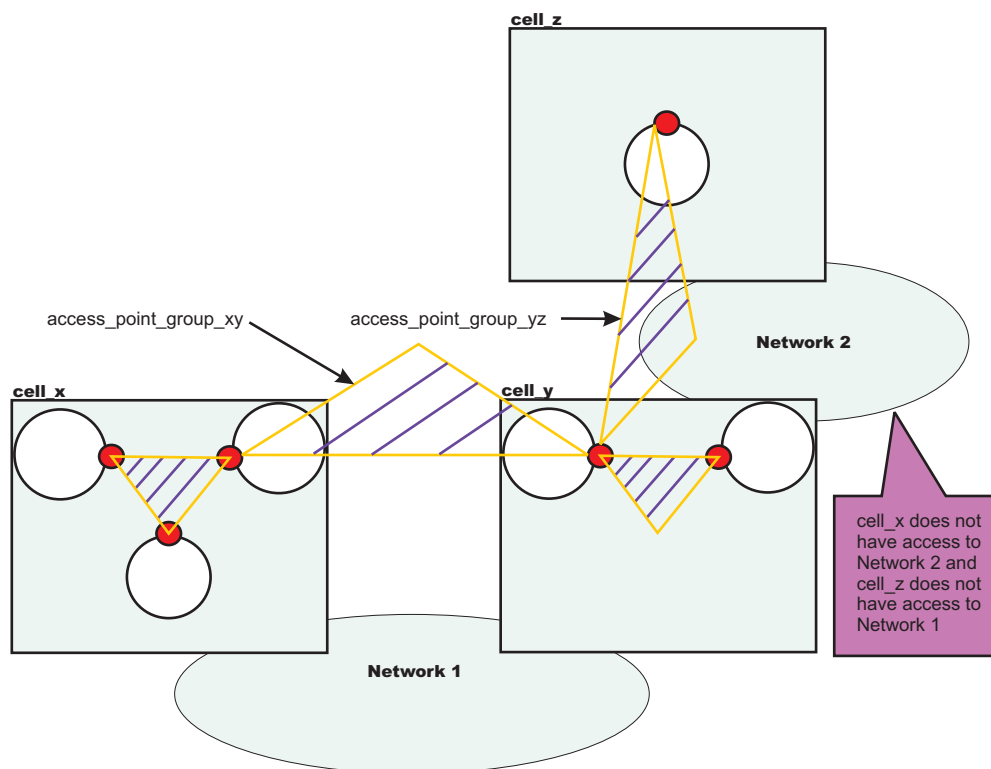 cell_z
access_point_group_xy
access_point_group_yz
Network 2
cell_x
cell_y
cell_x does not
have access to
Network 2 and
cell_z does not
have access to
Network 1
Network 1